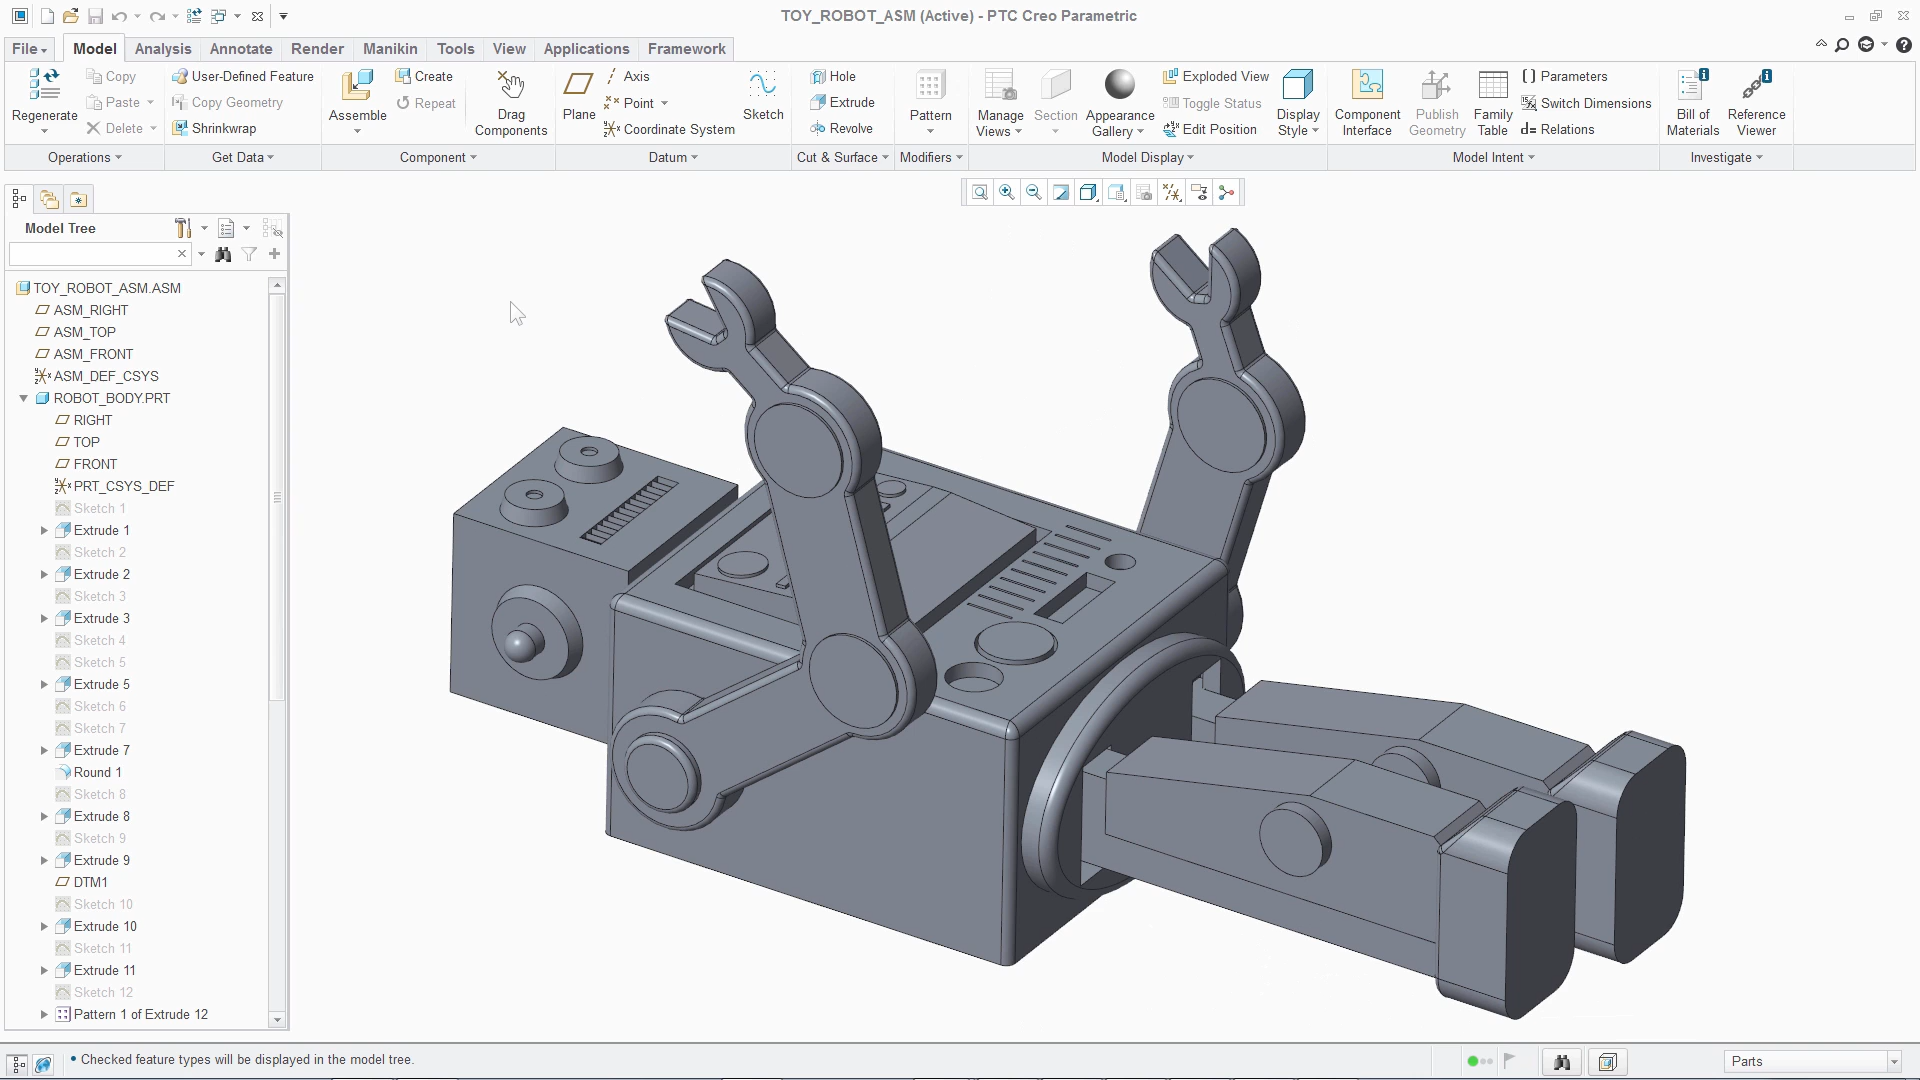 TOY_ROBOT_ASM (Active) - PTC Creo Parametric
File Model Analysis Annotate Render Manikin Tools View Applications Framework
Regenerate
Copy
Paste
Delete
User-Defined Feature
Copy Geometry
Shrinkwrap
Assemble
Create
Repeat
Drag
Components
Plane
Axis
Point
Coordinate System
Sketch
Hole
Extrude
Revolve
Pattern
Manage
Views
Section
Appearance
Gallery
Exploded View
Toggle Status
Edit Position
Display
Style
Component
Interface
Publish
Geometry
Family
Table
Parameters
Switch Dimensions
d= Relations
Bill of
Materials
Reference
Viewer
Operations Get Data Component Datum Cut & Surface Modifiers Model Display Model Intent Investigate
Model Tree
TOY_ROBOT_ASM.ASM
ASM_RIGHT
ASM_TOP
ASM_FRONT
ASM_DEF_CSYS
ROBOT_BODY.PRT
RIGHT
TOP
FRONT
PRT_CSYS_DEF
Sketch 1
Extrude 1
Sketch 2
Extrude 2
Sketch 3
Extrude 3
Sketch 4
Sketch 5
Extrude 5
Sketch 6
Sketch 7
Extrude 7
Round 1
Sketch 8
Extrude 8
Sketch 9
Extrude 9
DTM1
Sketch 10
Extrude 10
Sketch 11
Extrude 11
Sketch 12
Pattern 1 of Extrude 12
• Checked feature types will be displayed in the model tree.
Parts